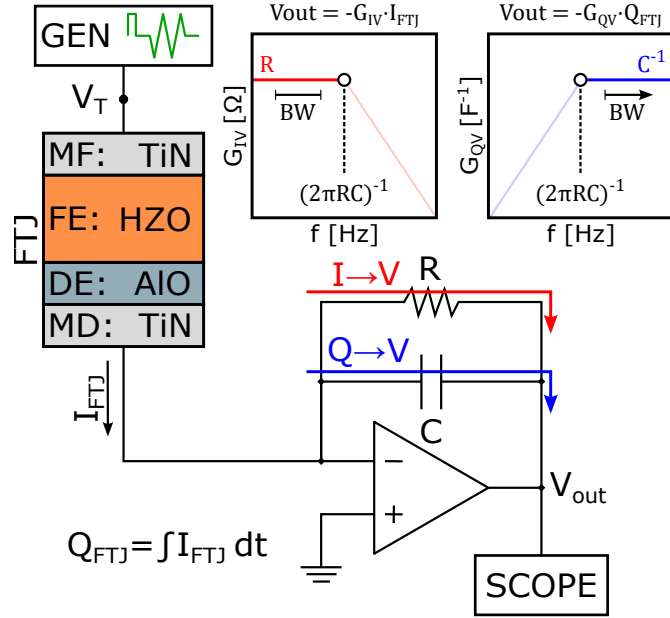 GEN
V_T
FTJ
MF: TiN
FE: HZO
DE: AlO
MD: TiN
I_FTJ
Q_FTJ=∫I_FTJ dt
Vout = -G_IV·I_FTJ
G_IV [Ω]
R
BW
(2πRC)^-1
f [Hz]
Vout = -G_QV·Q_FTJ
G_QV [F^-1]
C^-1
BW
(2πRC)^-1
f [Hz]
I→V
R
Q→V
C
−
+
V_out
SCOPE